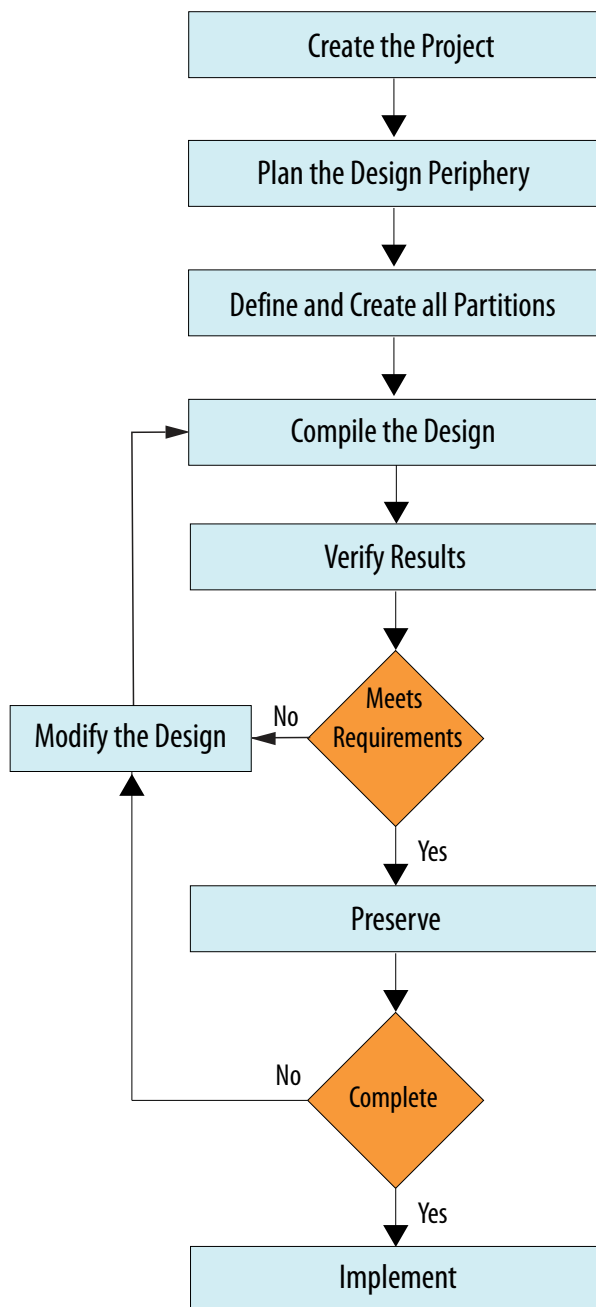 Create the Project
Plan the Design Periphery
Define and Create all Partitions
Compile the Design
Verify Results
Meets
Requirements
No
Modify the Design
Yes
Preserve
No
Complete
Yes
Implement